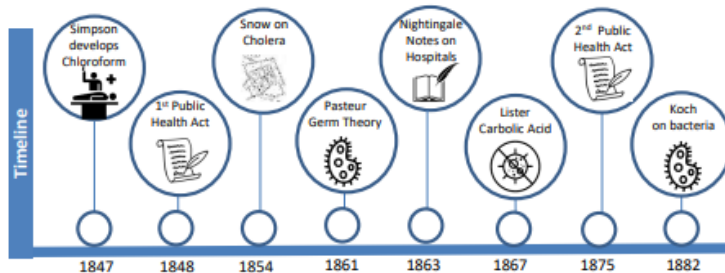 Timeline
Simpson
develops
Chloroform
1st Public
Health Act
Snow on
Cholera
Pasteur
Germ Theory
Nightingale
Notes on
Hospitals
Lister
Carbolic Acid
2nd Public
Health Act
Koch
on bacteria
1847
1848
1854
1861
1863
1867
1875
1882